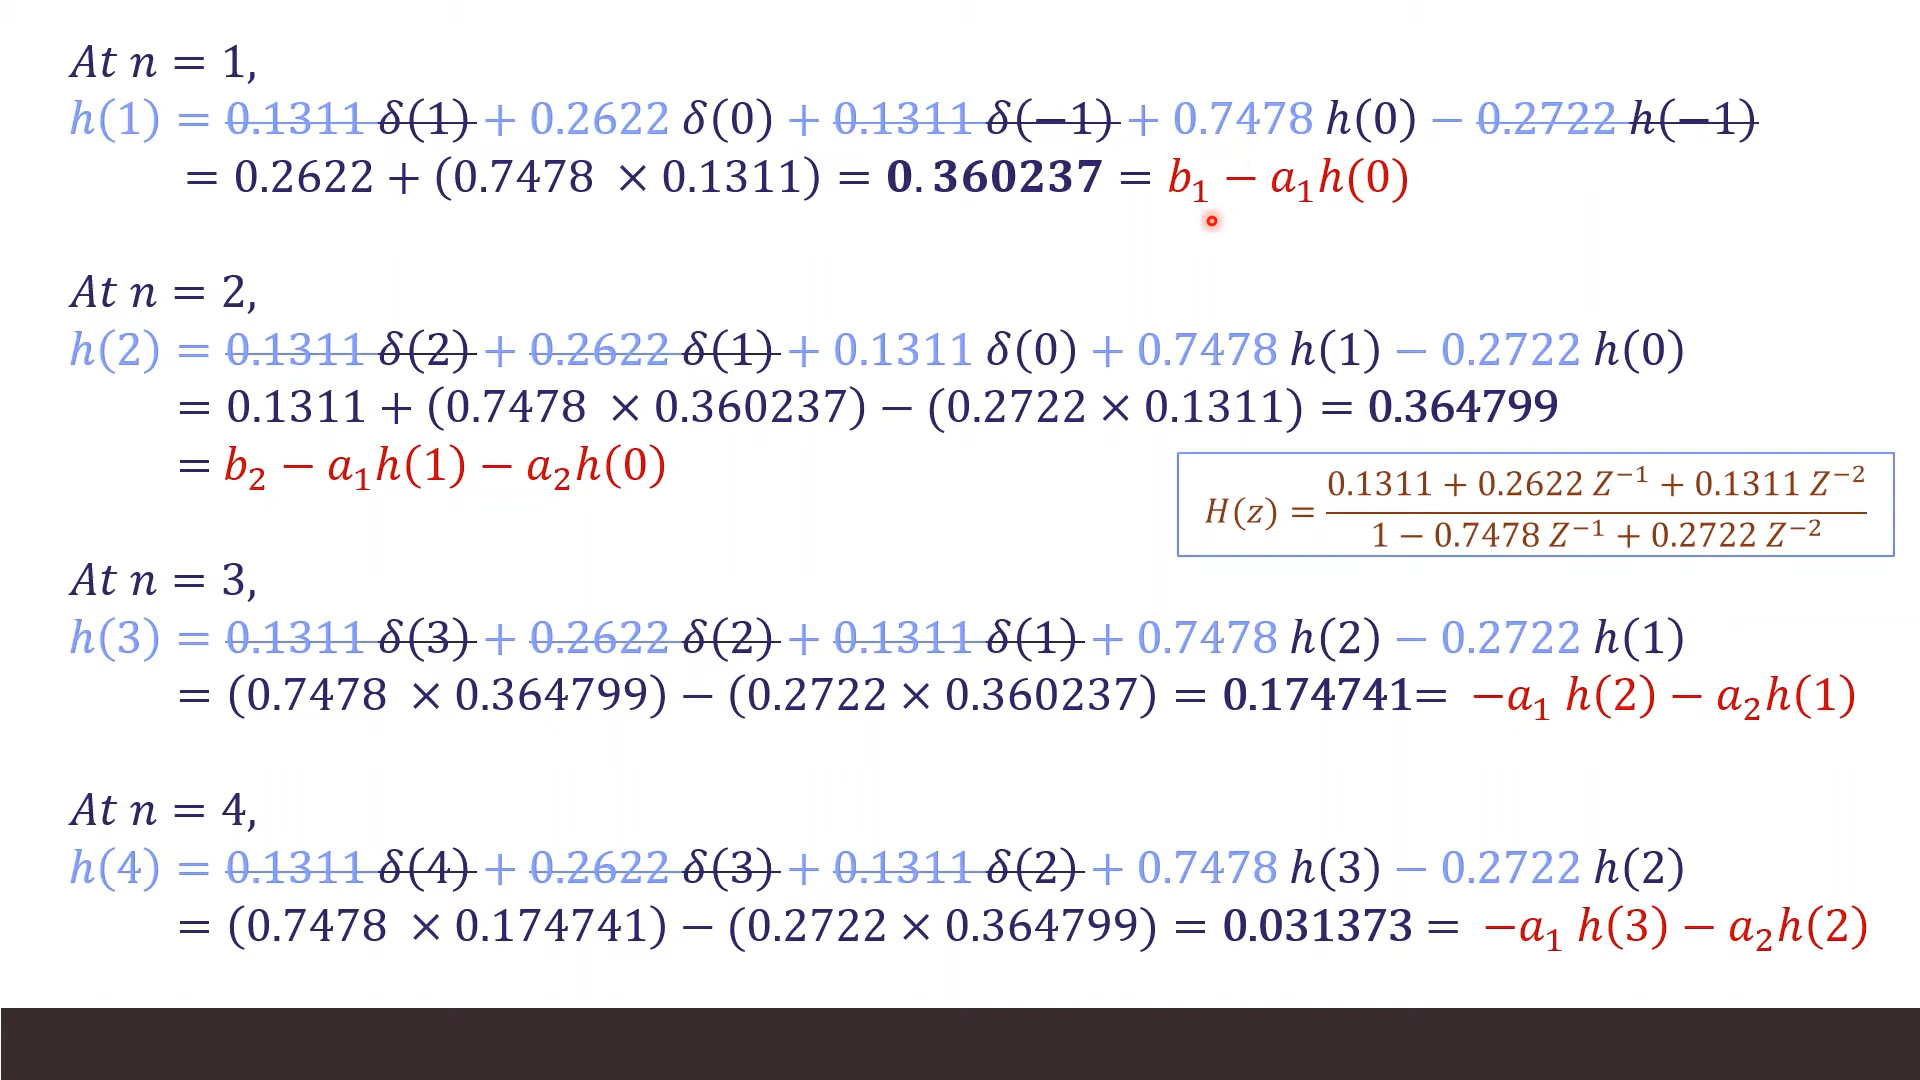 At n = 1,
h(1) = 0.1311 δ(1) + 0.2622 δ(0) + 0.1311 δ(−1) + 0.7478 h(0) − 0.2722 h(−1)
= 0.2622 + (0.7478 × 0.1311) = 0.360237 = b₁ − a₁h(0)
At n = 2,
h(2) = 0.1311 δ(2) + 0.2622 δ(1) + 0.1311 δ(0) + 0.7478 h(1) − 0.2722 h(0)
= 0.1311 + (0.7478 × 0.360237) − (0.2722 × 0.1311) = 0.364799
= b₂ − a₁h(1) − a₂h(0)
H(z) = (0.1311 + 0.2622 Z⁻¹ + 0.1311 Z⁻²) / (1 − 0.7478 Z⁻¹ + 0.2722 Z⁻²)
At n = 3,
h(3) = 0.1311 δ(3) + 0.2622 δ(2) + 0.1311 δ(1) + 0.7478 h(2) − 0.2722 h(1)
= (0.7478 × 0.364799) − (0.2722 × 0.360237) = 0.174741= −a₁ h(2) − a₂h(1)
At n = 4,
h(4) = 0.1311 δ(4) + 0.2622 δ(3) + 0.1311 δ(2) + 0.7478 h(3) − 0.2722 h(2)
= (0.7478 × 0.174741) − (0.2722 × 0.364799) = 0.031373 = −a₁ h(3) − a₂h(2)